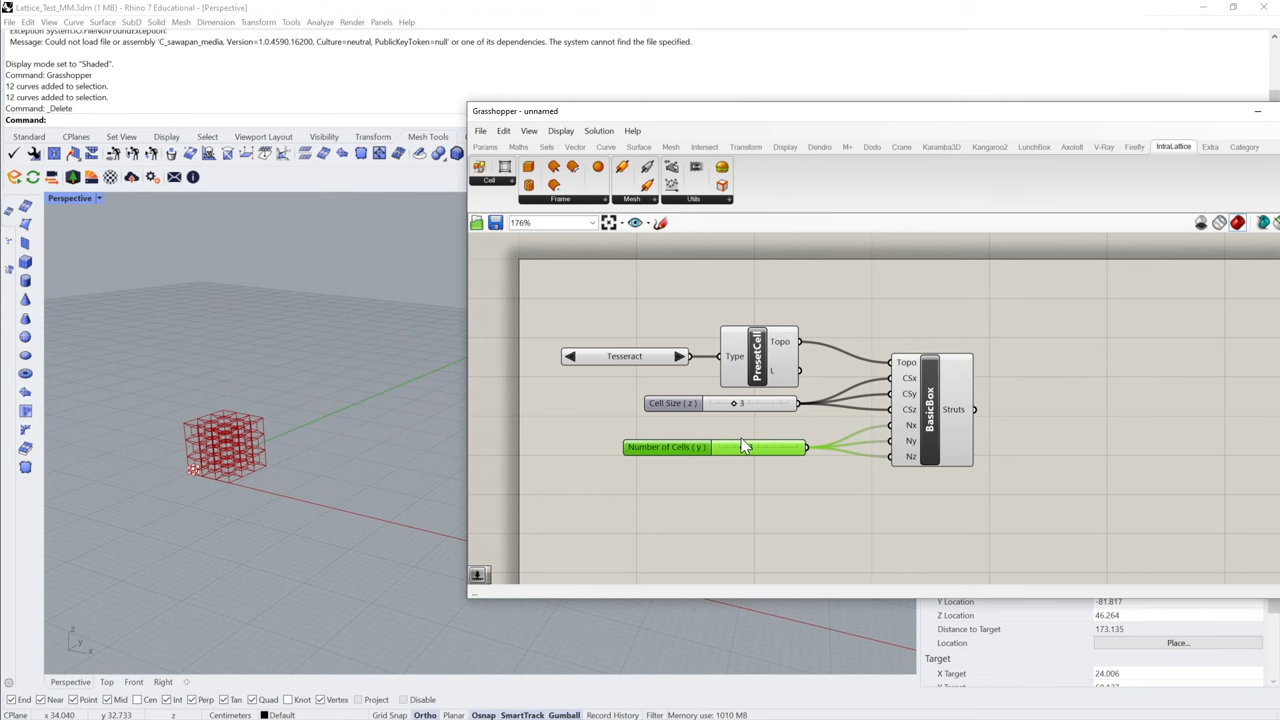 Lattice_Test_MM.3dm (1 MB) - Rhino 7 Educational - [Perspective]
File Edit View Curve Surface SubD Solid Mesh Dimension Transform Tools Analyze Render Panels Help
Exception System.IO.FileNotFoundException:
Message: Could not load file or assembly 'C_sawapan_media, Version=1.0.4590.16200, Culture=neutral, PublicKeyToken=null' or one of its dependencies. The system cannot find the file specified.
Display mode set to "Shaded".
Command: Grasshopper
12 curves added to selection.
12 curves added to selection.
Command: _Delete
Command:
Standard CPlanes Set View Display Select Viewport Layout Visibility Transform Mesh Tools
Perspective
Grasshopper - unnamed
File Edit View Display Solution Help
Params Maths Sets Vector Curve Surface Mesh Intersect Transform Display Dendro M+ Dodo Crane Karamba3D Kangaroo2 LunchBox Axolotl V-Ray Firefly IntraLattice Extra Category
Cell Frame Mesh Utils
176%
Tesseract
PresetCell
Type
Topo
L
Cell Size ( z ) 3
Number of Cells ( y )
BasicBox
Topo
CSx
CSy
CSz
Nx
Ny
Nz
Struts
...
z
y
x
Y Location -81.817
Z Location 46.264
Distance to Target 173.135
Location Place...
Target
X Target 24.006
Perspective Top Front Right
End Near Point Mid Cen Int Perp Tan Quad Knot Vertex Project Disable
CPlane x 34.040 y 32.733 z Centimeters Default Grid Snap Ortho Planar Osnap SmartTrack Gumball Record History Filter Memory use: 1010 MB